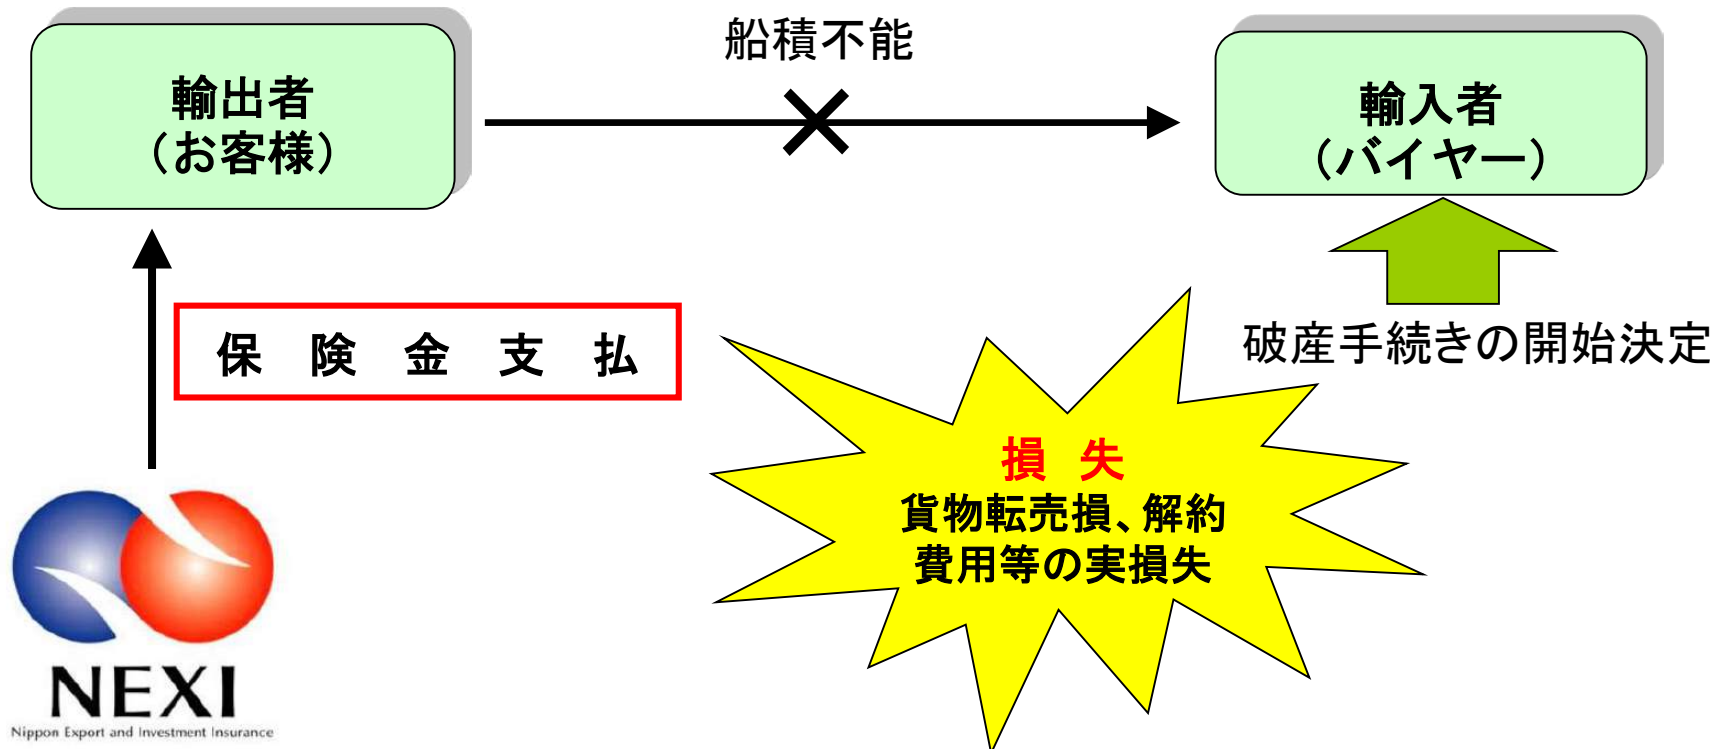 船積不能
輸出者
（お客様）
輸入者
（バイヤー）
保険金支払
破産手続きの開始決定
損失
貨物転売損、解約
費用等の実損失
NEXI
Nippon Export and Investment Insurance